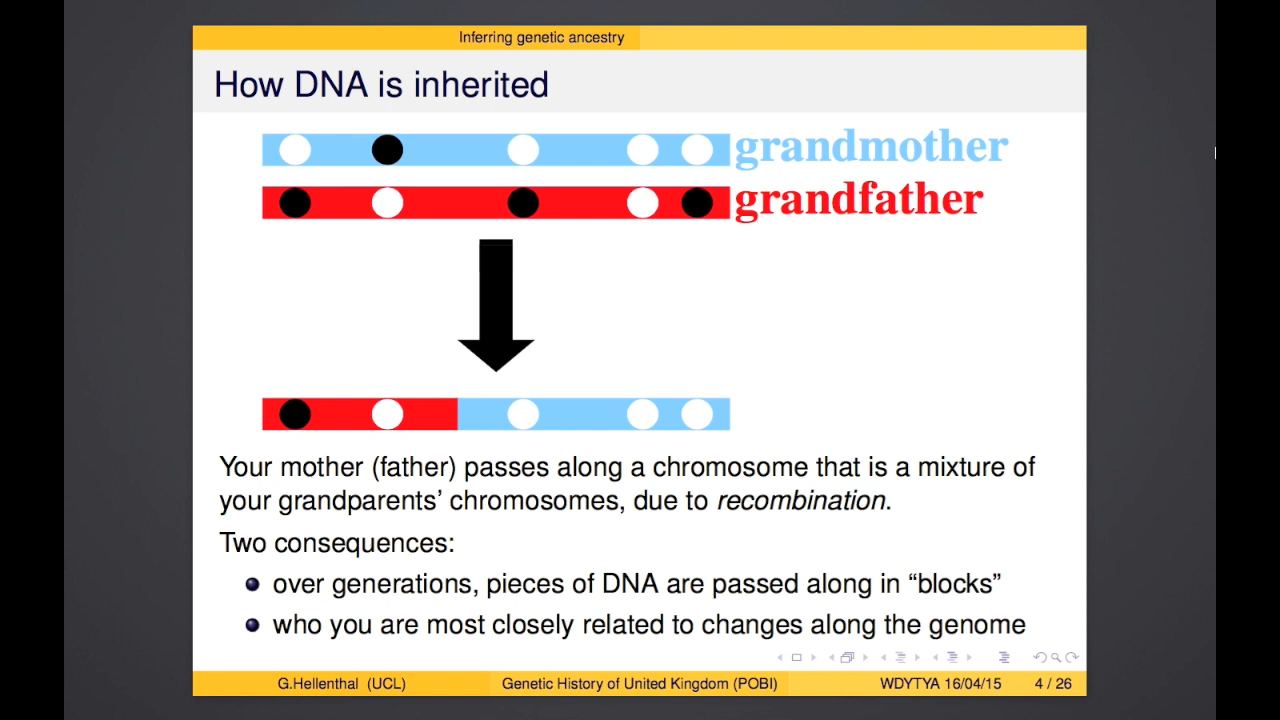 Inferring genetic ancestry
How DNA is inherited
grandmother
grandfather
Your mother (father) passes along a chromosome that is a mixture of
your grandparents’ chromosomes, due to recombination.
Two consequences:
over generations, pieces of DNA are passed along in “blocks”
who you are most closely related to changes along the genome
G.Hellenthal (UCL) Genetic History of United Kingdom (POBI) WDYTYA 16/04/15 4 / 26